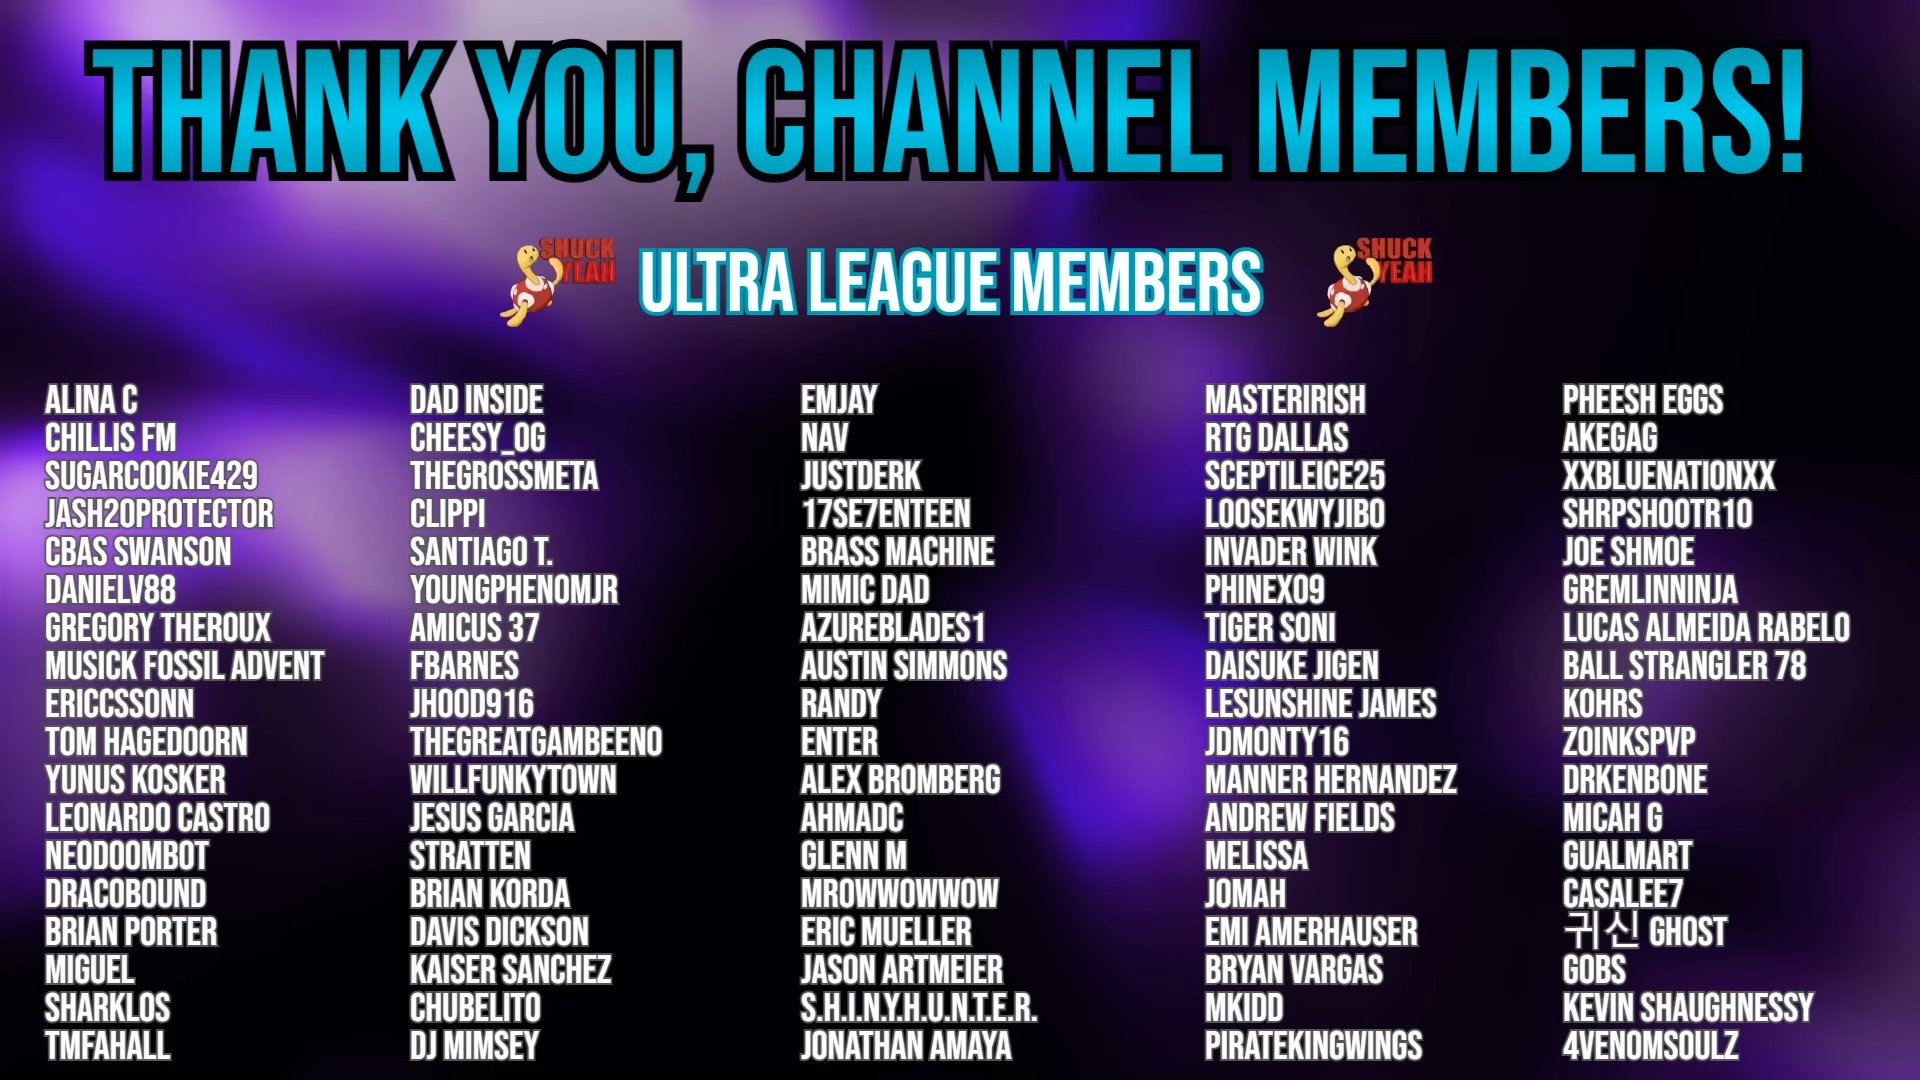 THANK YOU, CHANNEL MEMBERS!
SHUCK YEAH
ULTRA LEAGUE MEMBERS
SHUCK YEAH
ALINA C
CHILLIS FM
SUGARCOOKIE429
JASH20PROTECTOR
CBAS SWANSON
DANIELV88
GREGORY THEROUX
MUSICK FOSSIL ADVENT
ERICCSSONN
TOM HAGEDOORN
YUNUS KOSKER
LEONARDO CASTRO
NEODOOMBOT
DRACOBOUND
BRIAN PORTER
MIGUEL
SHARKLOS
TMFAHALL
DAD INSIDE
CHEESY_OG
THEGROSSMETA
CLIPPI
SANTIAGO T.
YOUNGPHENOMJR
AMICUS 37
FBARNES
JHOOD916
THEGREATGAMBEENO
WILLFUNKYTOWN
JESUS GARCIA
STRATTEN
BRIAN KORDA
DAVIS DICKSON
KAISER SANCHEZ
CHUBELITO
DJ MIMSEY
EMJAY
NAV
JUSTDERK
17SE7ENTEEN
BRASS MACHINE
MIMIC DAD
AZUREBLADES1
AUSTIN SIMMONS
RANDY
ENTER
ALEX BROMBERG
AHMADC
GLENN M
MROWWOWWOW
ERIC MUELLER
JASON ARTMEIER
S.H.I.N.Y.H.U.N.T.E.R.
JONATHAN AMAYA
MASTERIRISH
RTG DALLAS
SCEPTILEICE25
LOOSEKWYJIBO
INVADER WINK
PHINEX09
TIGER SONI
DAISUKE JIGEN
LESUNSHINE JAMES
JDMONTY16
MANNER HERNANDEZ
ANDREW FIELDS
MELISSA
JOMAH
EMI AMERHAUSER
BRYAN VARGAS
MKIDD
PIRATEKINGWINGS
PHEESH EGGS
AKEGAG
XXBLUENATIONXX
SHRPSHOOTR10
JOE SHMOE
GREMLINNINJA
LUCAS ALMEIDA RABELO
BALL STRANGLER 78
KOHRS
ZOINKSPVP
DRKENBONE
MICAH G
GUALMART
CASALEE7
귀신 GHOST
GOBS
KEVIN SHAUGHNESSY
4VENOMSOULZ